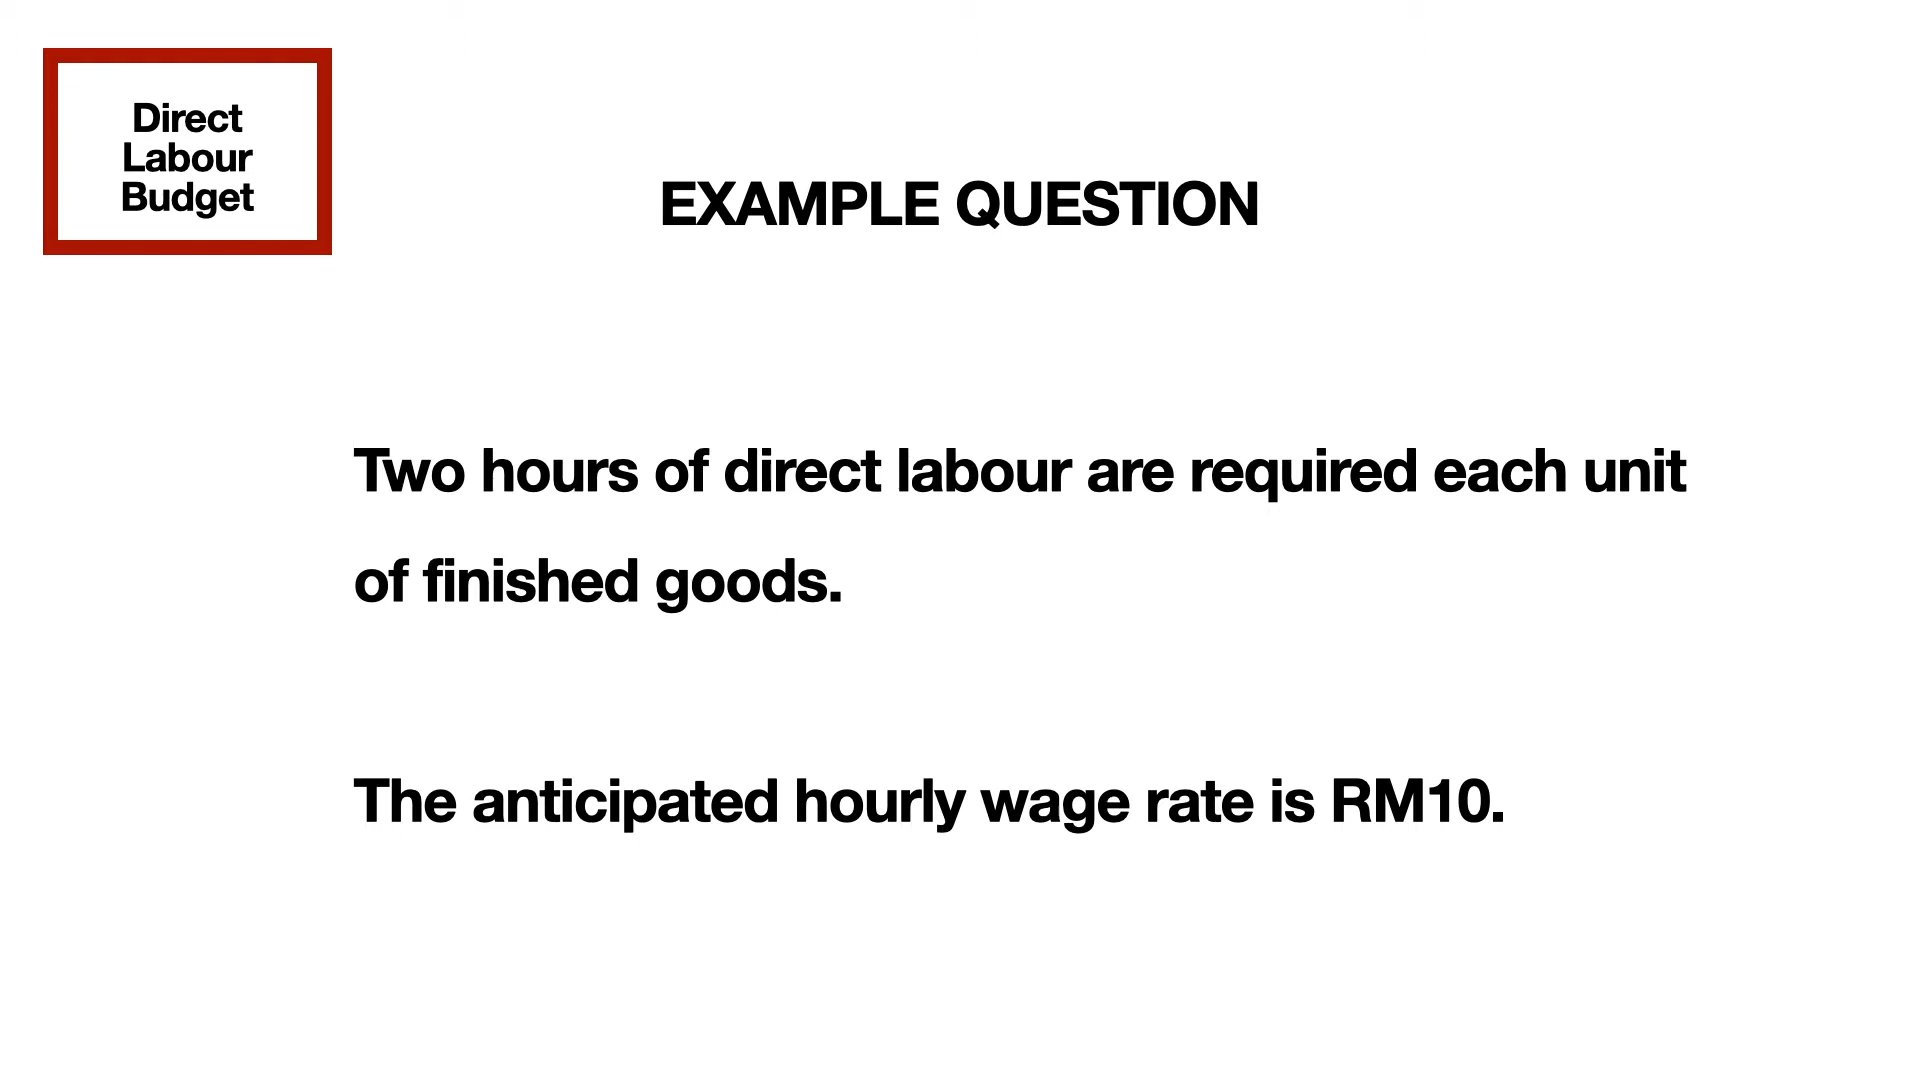 Direct
Labour
Budget
EXAMPLE QUESTION
Two hours of direct labour are required each unit
of finished goods.
The anticipated hourly wage rate is RM10.